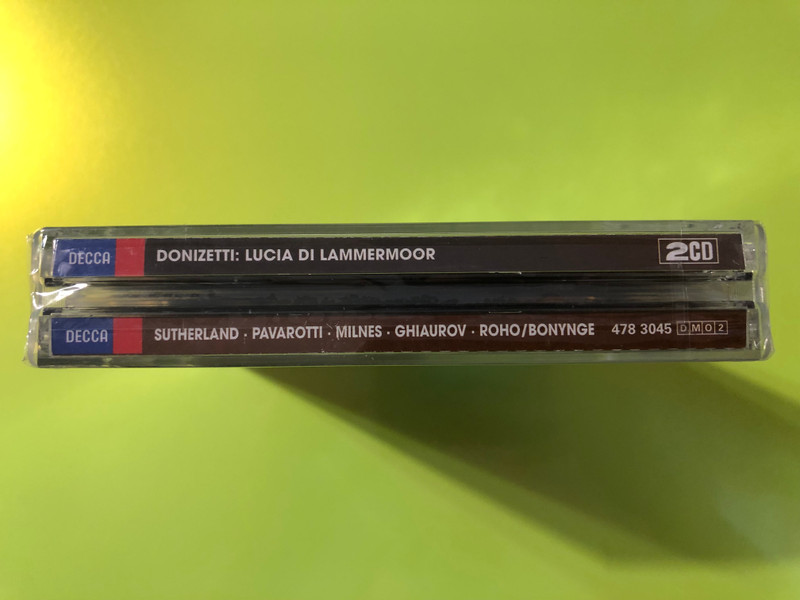 DECCA DONIZETTI: LUCIA DI LAMMERMOOR 2CD
DECCA SUTHERLAND · PAVAROTTI · MILNES · GHIAUROV · ROHO/BONYNGE 478 3045 DMO2